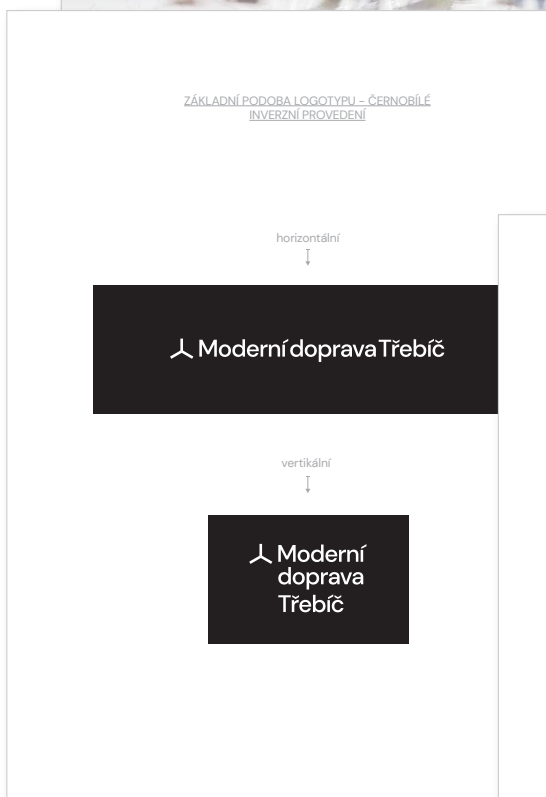 ZÁKLADNÍ PODOBA LOGOTYPU – ČERNOBÍLÉ
INVERZNÍ PROVEDENÍ
horizontální
Moderní doprava Třebíč
vertikální
Moderní
doprava
Třebíč